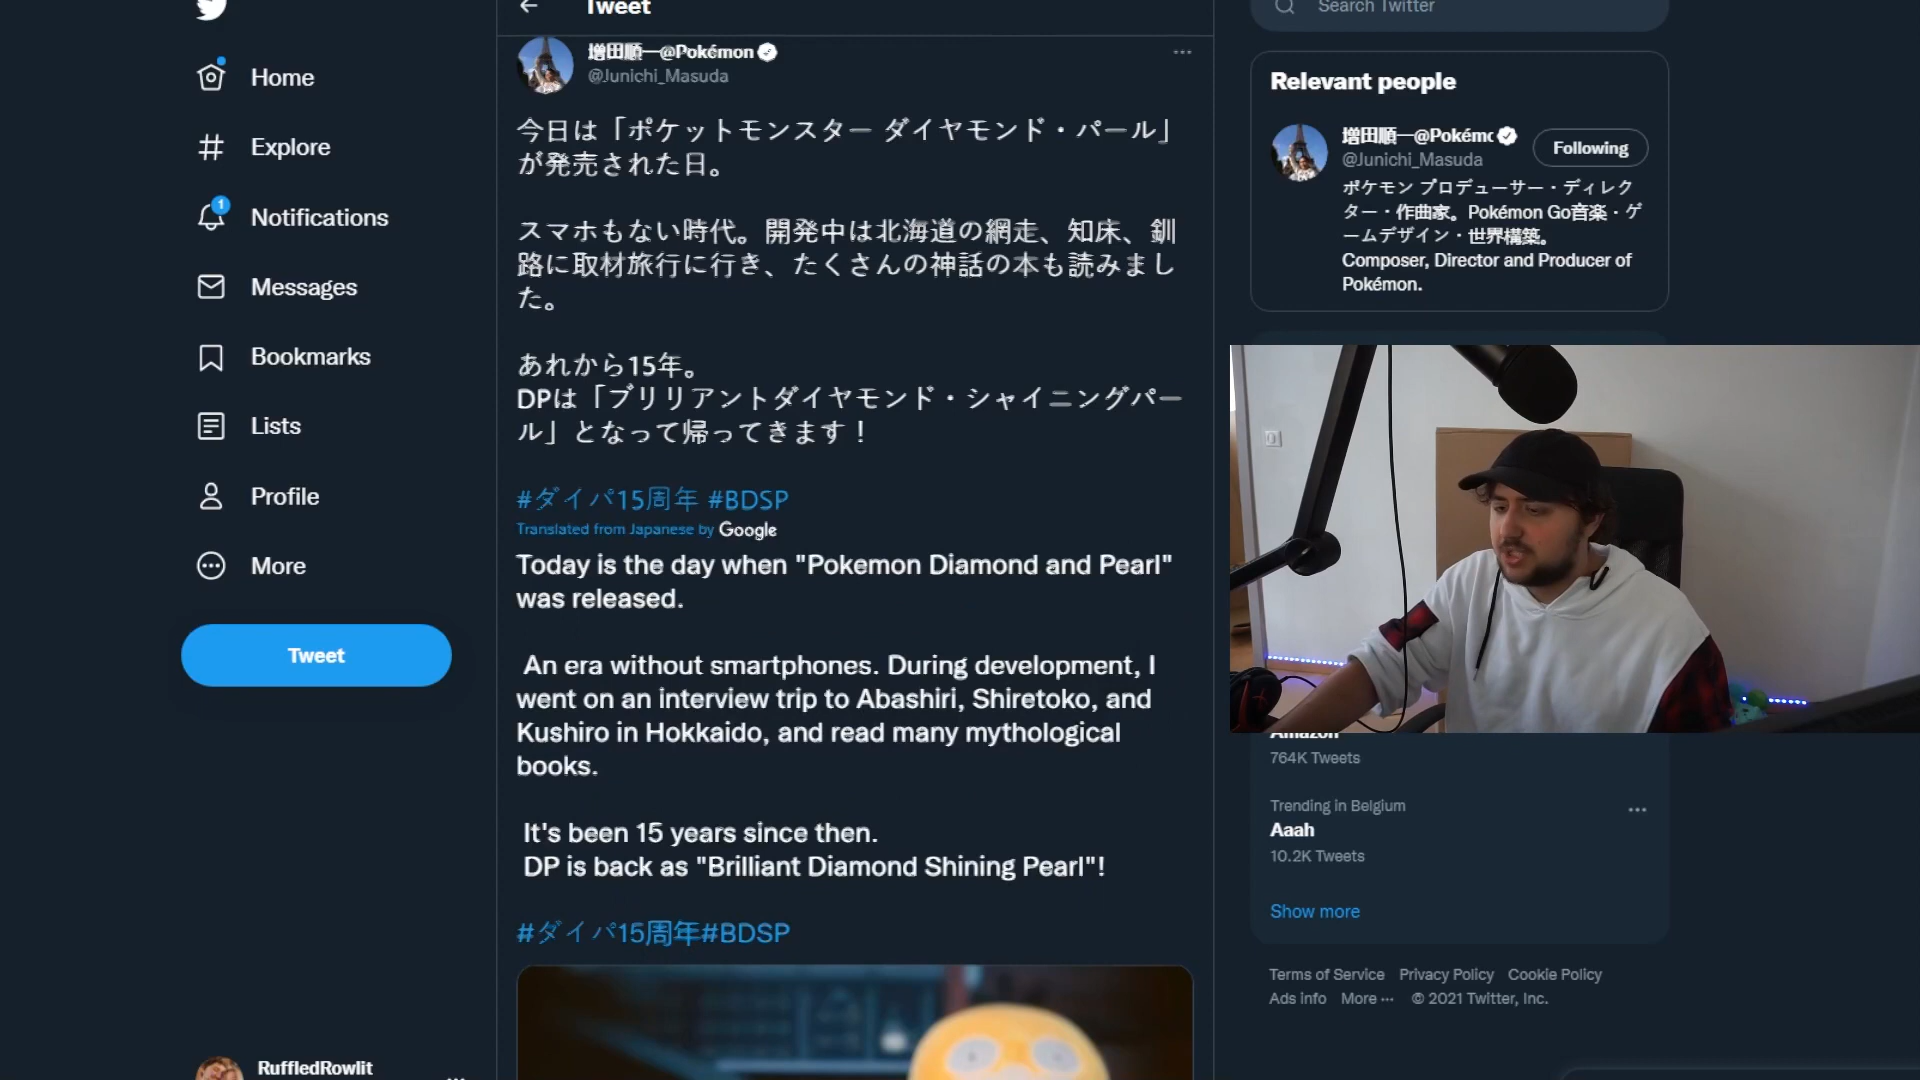 Home
Explore
1
Notifications
Messages
Bookmarks
Lists
Profile
More
Tweet
RuffledRowlit
Tweet
増田順一@Pokémon
@Junichi_Masuda
今日は「ポケットモンスター ダイヤモンド・パール」
が発売された日。
スマホもない時代。開発中は北海道の網走、知床、釧
路に取材旅行に行き、たくさんの神話の本も読みまし
た。
あれから15年。
DPは「ブリリアントダイヤモンド・シャイニングパー
ル」となって帰ってきます！
#ダイパ15周年 #BDSP
Translated from Japanese by Google
Today is the day when "Pokemon Diamond and Pearl"
was released.
An era without smartphones. During development, I
went on an interview trip to Abashiri, Shiretoko, and
Kushiro in Hokkaido, and read many mythological
books.
It's been 15 years since then.
DP is back as "Brilliant Diamond Shining Pearl"!
#ダイパ15周年#BDSP
Search Twitter
Relevant people
増田順一@Pokémo
@Junichi_Masuda
Following
ポケモン プロデューサー・ディレク
ター・作曲家。Pokémon Go音楽・ゲ
ームデザイン・世界構築。
Composer, Director and Producer of
Pokémon.
Amazon
764K Tweets
Trending in Belgium
Aaah
10.2K Tweets
Show more
Terms of Service Privacy Policy Cookie Policy
Ads info More ··· © 2021 Twitter, Inc.